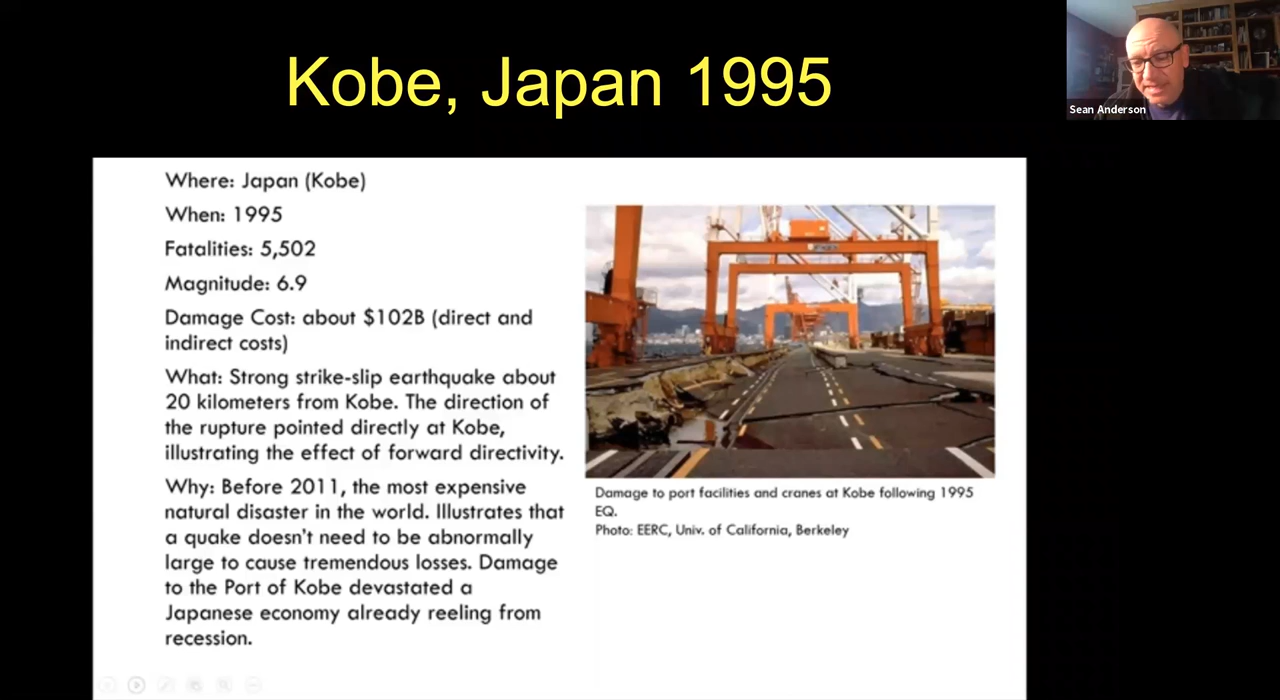 Kobe, Japan 1995
Sean Anderson
Where: Japan (Kobe)
When: 1995
Fatalities: 5,502
Magnitude: 6.9
Damage Cost: about $102B (direct and
indirect costs)
What: Strong strike-slip earthquake about
20 kilometers from Kobe. The direction of
the rupture pointed directly at Kobe,
illustrating the effect of forward directivity.
Why: Before 2011, the most expensive
natural disaster in the world. Illustrates that
a quake doesn't need to be abnormally
large to cause tremendous losses. Damage
to the Port of Kobe devastated a
Japanese economy already reeling from
recession.
Damage to port facilities and cranes at Kobe following 1995
EQ.
Photo: EERC, Univ. of California, Berkeley